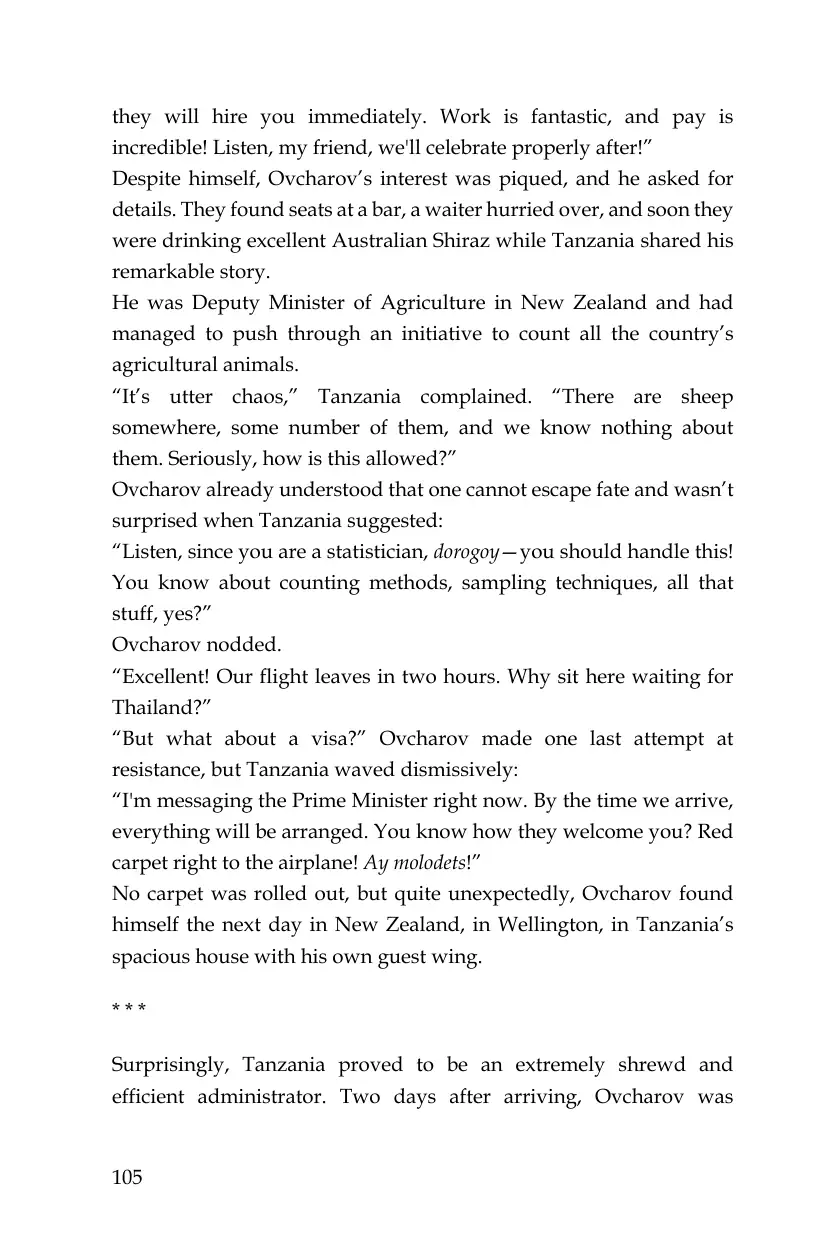 they will hire you immediately. Work is fantastic, and pay is
incredible! Listen, my friend, we'll celebrate properly after!”
Despite himself, Ovcharov’s interest was piqued, and he asked for
details. They found seats at a bar, a waiter hurried over, and soon they
were drinking excellent Australian Shiraz while Tanzania shared his
remarkable story.
He was Deputy Minister of Agriculture in New Zealand and had
managed to push through an initiative to count all the country’s
agricultural animals.
“It’s utter chaos,” Tanzania complained. “There are sheep
somewhere, some number of them, and we know nothing about
them. Seriously, how is this allowed?”
Ovcharov already understood that one cannot escape fate and wasn’t
surprised when Tanzania suggested:
“Listen, since you are a statistician, dorogoy—you should handle this!
You know about counting methods, sampling techniques, all that
stuff, yes?”
Ovcharov nodded.
“Excellent! Our flight leaves in two hours. Why sit here waiting for
Thailand?”
“But what about a visa?” Ovcharov made one last attempt at
resistance, but Tanzania waved dismissively:
“I'm messaging the Prime Minister right now. By the time we arrive,
everything will be arranged. You know how they welcome you? Red
carpet right to the airplane! Ay molodets!”
No carpet was rolled out, but quite unexpectedly, Ovcharov found
himself the next day in New Zealand, in Wellington, in Tanzania’s
spacious house with his own guest wing.
* * *
Surprisingly, Tanzania proved to be an extremely shrewd and
efficient administrator. Two days after arriving, Ovcharov was
105